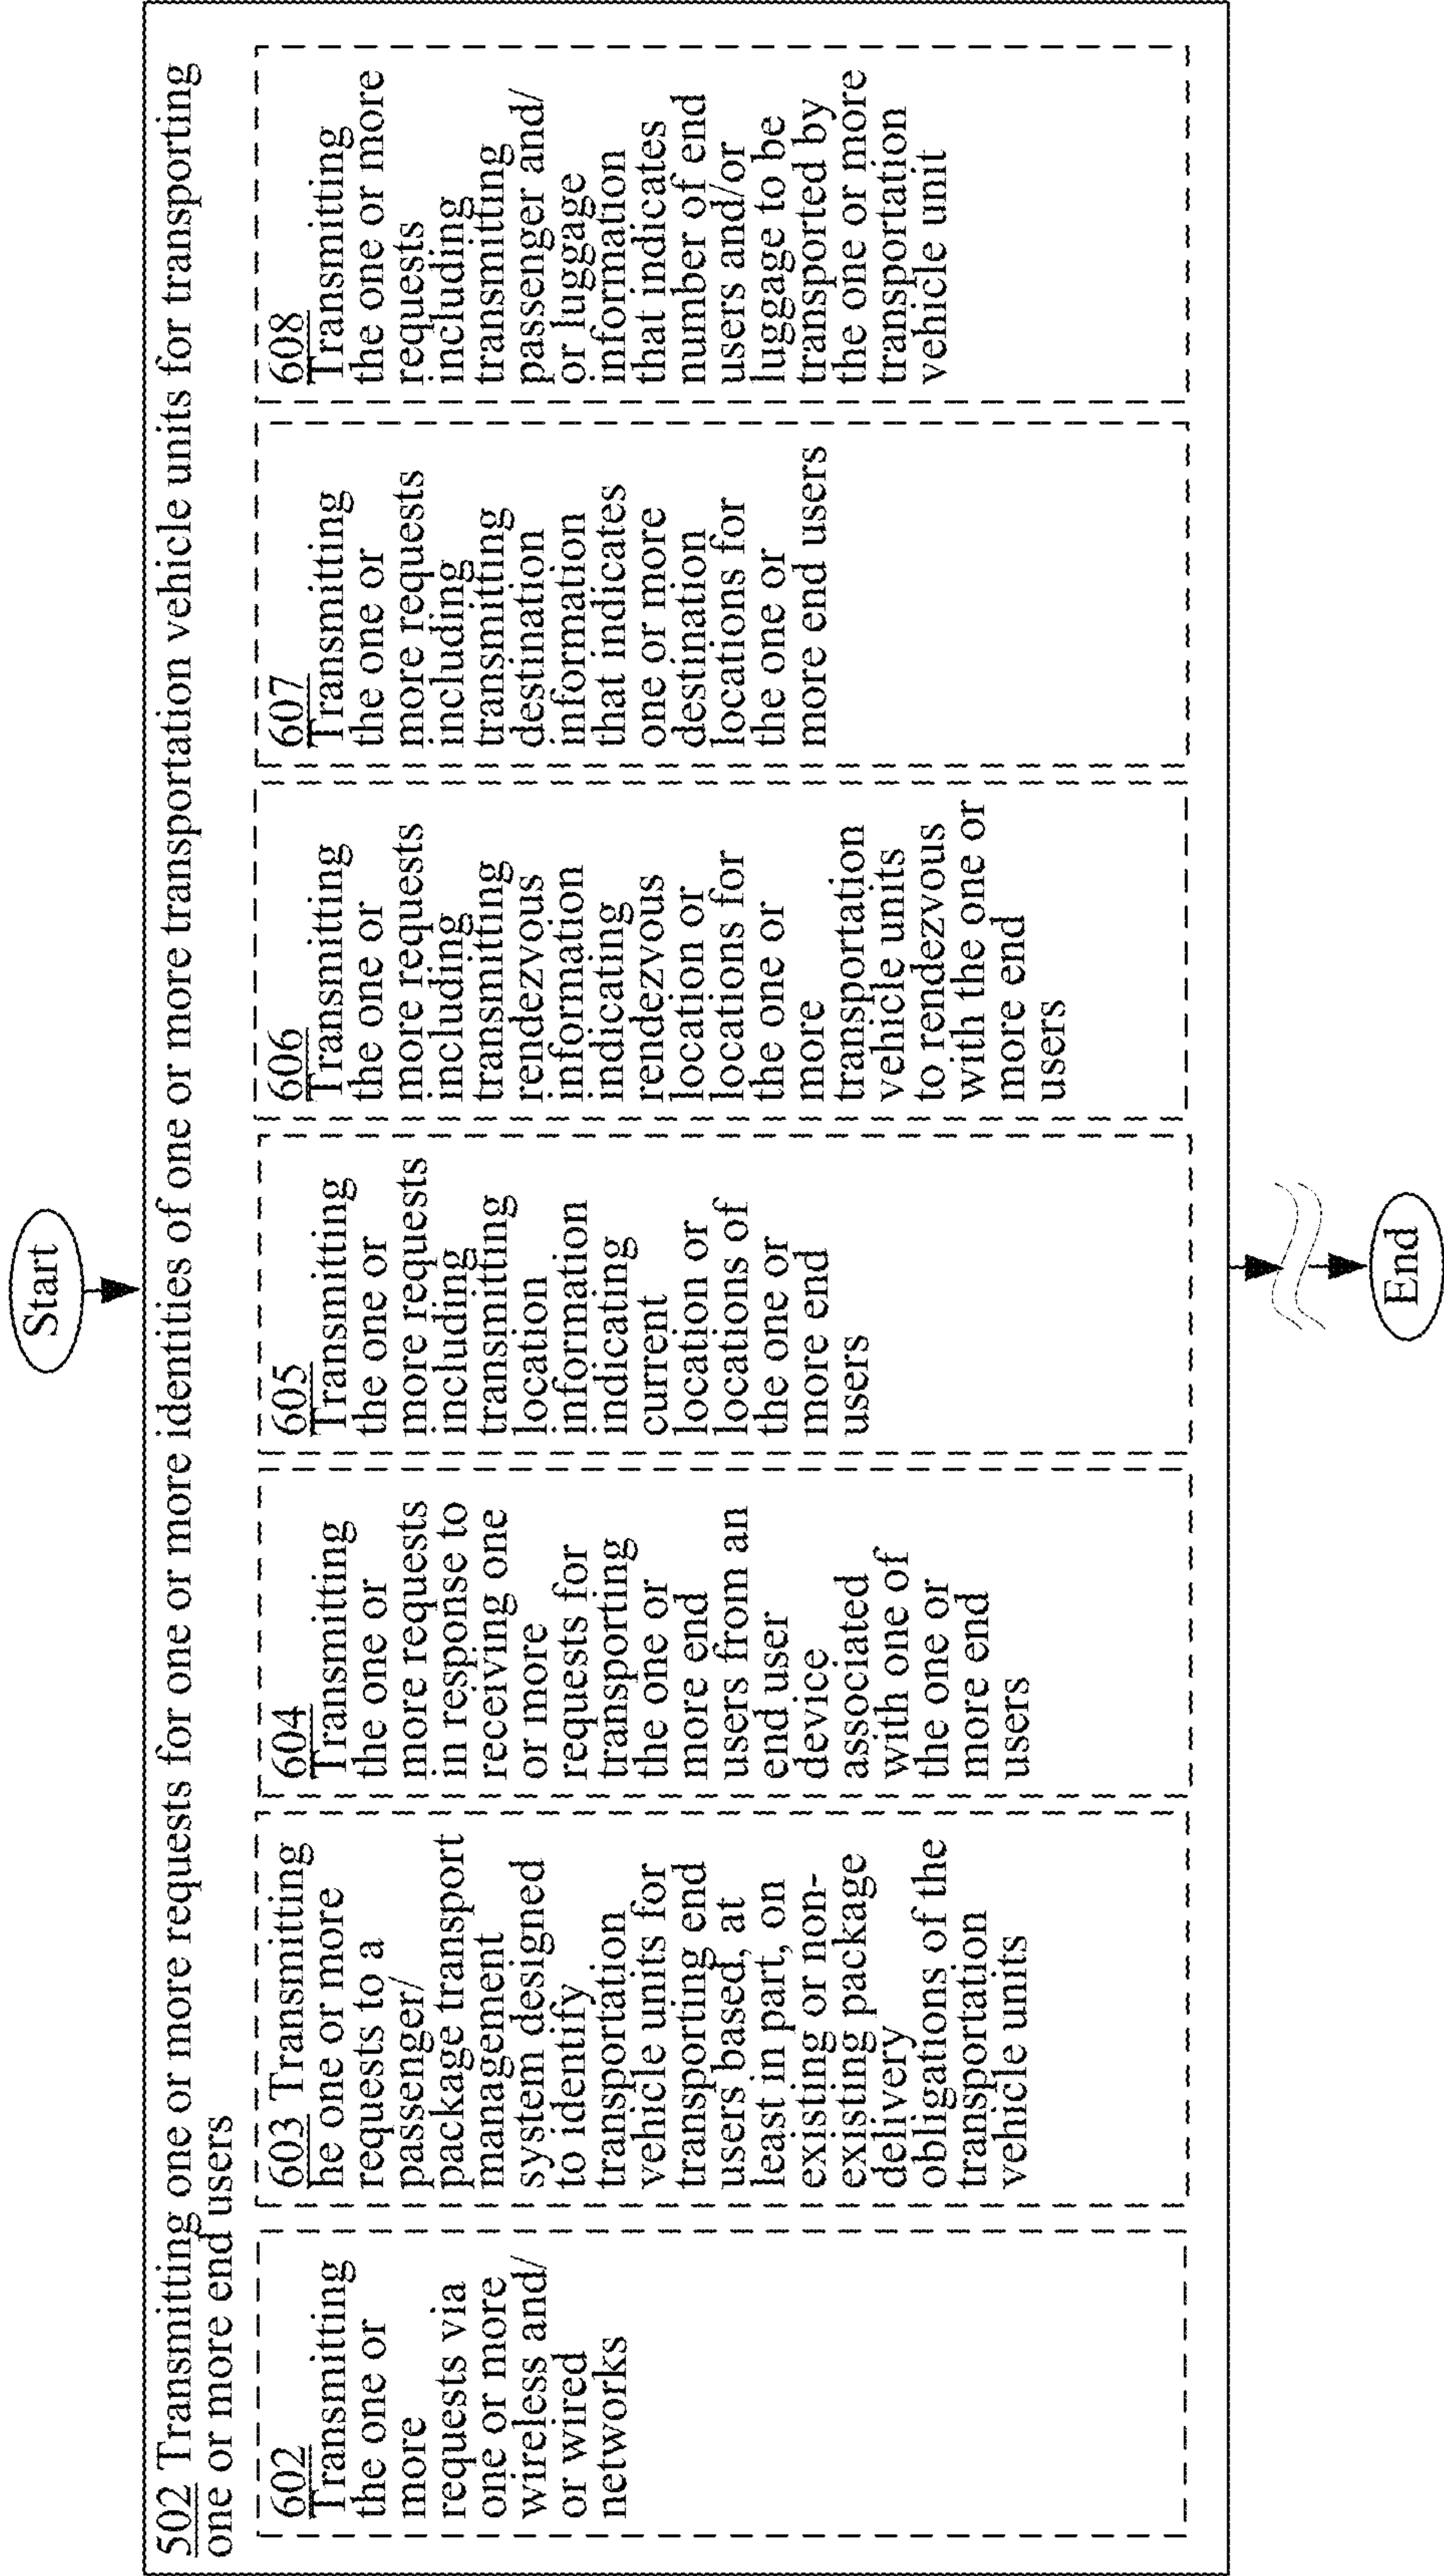 Start
502 Transmitting one or more requests for one or more identities of one or more transportation vehicle units for transporting
one or more end users
602
Transmitting
the one or
more
requests via
one or more
wireless and/
or wired
networks
603 Transmitting
he one or more
requests to a
passenger/
package transport
management
system designed
to identify
transportation
vehicle units for
transporting end
users based, at
least in part, on
existing or non-
existing package
delivery
obligations of the
transportation
vehicle units
604
Transmitting
the one or
more requests
in response to
receiving one
or more
requests for
transporting
the one or
more end
users from an
end user
device
associated
with one of
the one or
more end
users
605
Transmitting
the one or
more requests
including
transmitting
location
information
indicating
current
location or
locations of
the one or
more end
users
606
Transmitting
the one or
more requests
including
transmitting
rendezvous
information
indicating
rendezvous
location or
locations for
the one or
more
transportation
vehicle units
to rendezvous
with the one or
more end
users
607
Transmitting
the one or
more requests
including
transmitting
destination
information
that indicates
one or more
destination
locations for
the one or
more end users
608
Transmitting
the one or more
requests
including
transmitting
passenger and/
or luggage
information
that indicates
number of end
users and/or
luggage to be
transported by
the one or more
transportation
vehicle unit
End